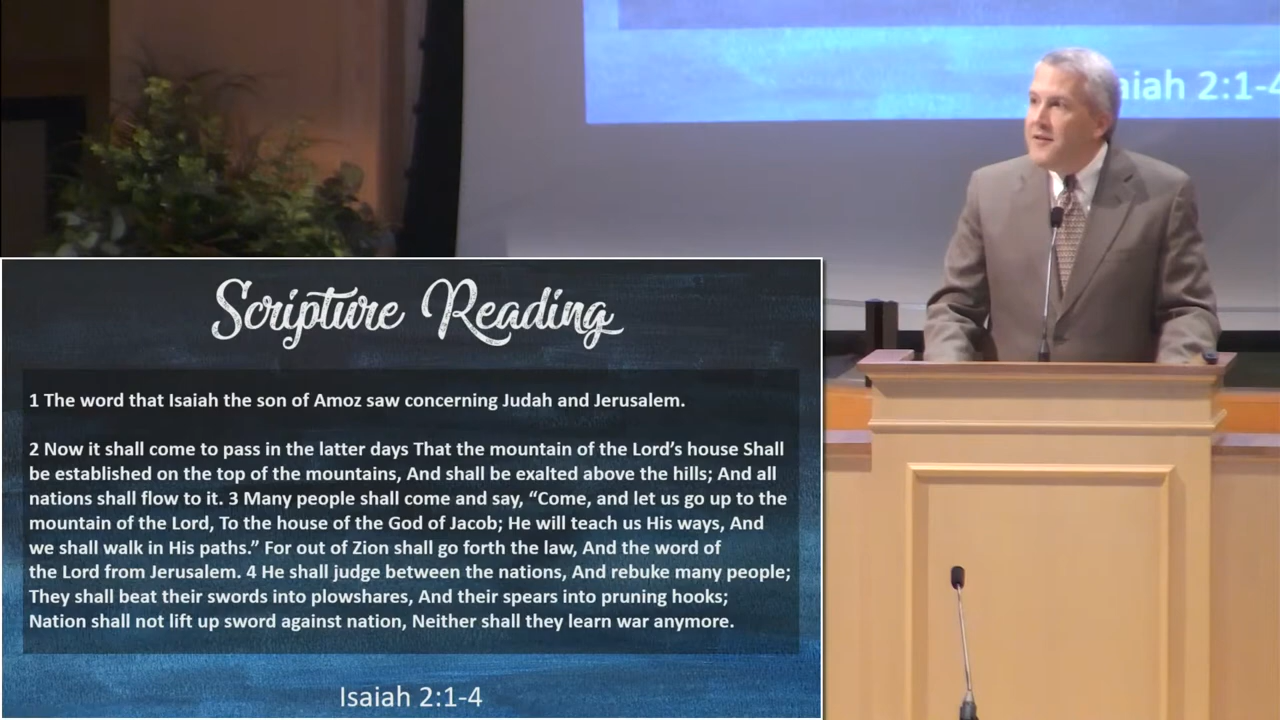 aiah 2:1-4
Scripture Reading
1 The word that Isaiah the son of Amoz saw concerning Judah and Jerusalem.
2 Now it shall come to pass in the latter days That the mountain of the Lord’s house Shall
be established on the top of the mountains, And shall be exalted above the hills; And all
nations shall flow to it. 3 Many people shall come and say, “Come, and let us go up to the
mountain of the Lord, To the house of the God of Jacob; He will teach us His ways, And
we shall walk in His paths.” For out of Zion shall go forth the law, And the word of
the Lord from Jerusalem. 4 He shall judge between the nations, And rebuke many people;
They shall beat their swords into plowshares, And their spears into pruning hooks;
Nation shall not lift up sword against nation, Neither shall they learn war anymore.
Isaiah 2:1-4